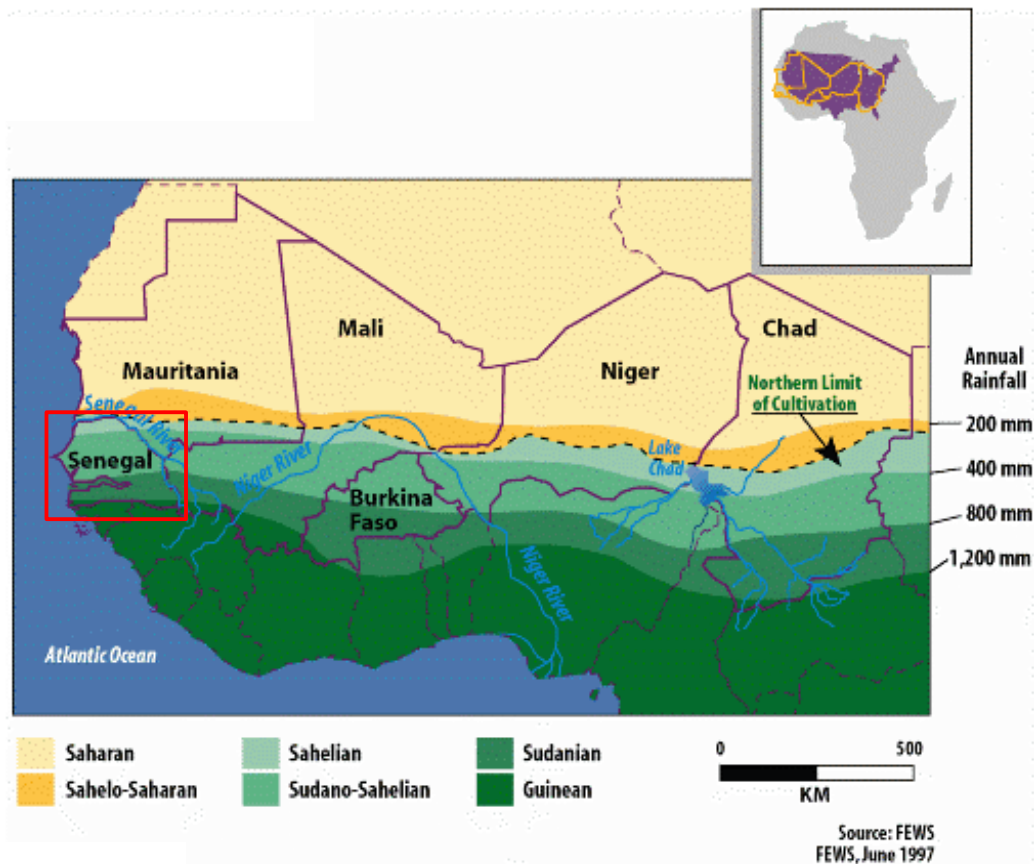 Mali
Chad
Mauritania
Niger
Northern Limit
of Cultivation
Annual
Rainfall
200 mm
Senegal River
Senegal
Niger River
Lake
Chad
400 mm
Burkina
Faso
800 mm
Niger River
1,200 mm
Atlantic Ocean
Saharan
Sahelian
Sudanian
Sahelo-Saharan
Sudano-Sahelian
Guinean
0 500
KM
Source: FEWS
FEWS, June 1997